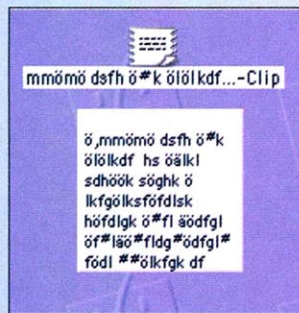 mmömö dsfh ö#k ölölkdf...-Clip
ö,mmömö dsfh ö#k
ölölkdf hs öälkl
sdhöök söghk ö
lkfgölksföfdlsk
höfdlgk ö#fl äödfgl
öf#läö#fldg#ödfgl#
födl ##ölkfgk df